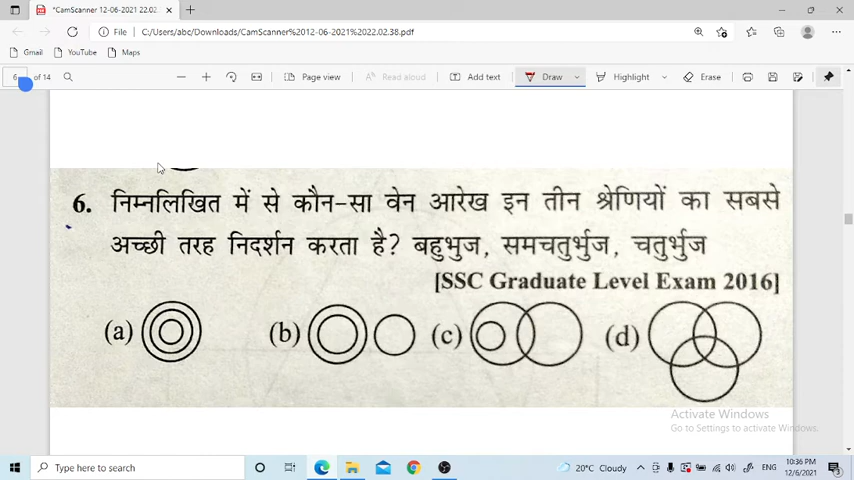 *CamScanner 12-06-2021 22.02.
File C:/Users/abc/Downloads/CamScanner%2012-06-2021%2022.02.38.pdf
Gmail YouTube Maps
6 of 14 Page view Read aloud Add text Draw Highlight Erase
6. निम्नलिखित में से कौन-सा वेन आरेख इन तीन श्रेणियों का सबसे
अच्छी तरह निदर्शन करता है? बहुभुज, समचतुर्भुज, चतुर्भुज
[SSC Graduate Level Exam 2016]
(a) (b) (c) (d)
Activate Windows
Go to Settings to activate Windows.
Type here to search 20°C Cloudy ENG 10:36 PM
12/6/2021